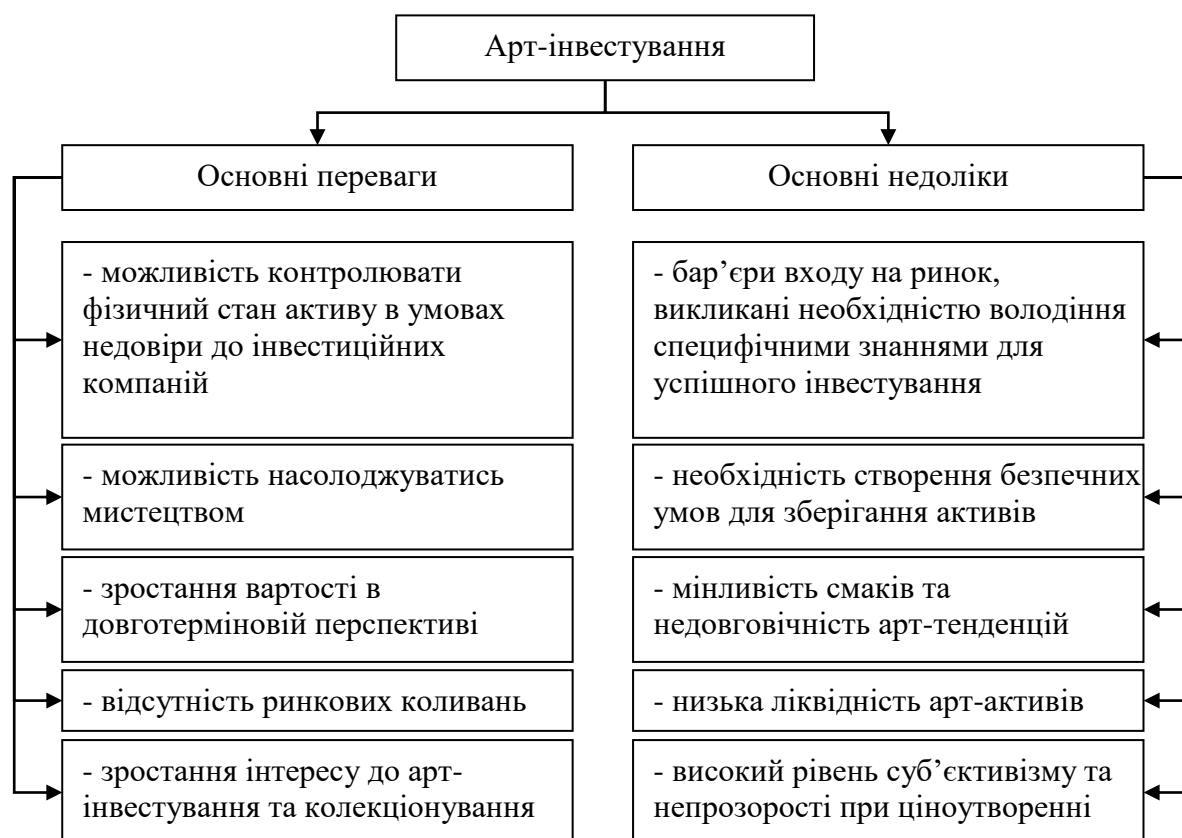 Арт-інвестування
Основні переваги
- можливість контролювати
фізичний стан активу в умовах
недовіри до інвестиційних
компаній
- можливість насолоджуватись
мистецтвом
- зростання вартості в
довготерміновій перспективі
- відсутність ринкових коливань
- зростання інтересу до арт-
інвестування та колекціонування
Основні недоліки
- бар’єри входу на ринок,
викликані необхідністю володіння
специфічними знаннями для
успішного інвестування
- необхідність створення безпечних
умов для зберігання активів
- мінливість смаків та
недовговічність арт-тенденцій
- низька ліквідність арт-активів
- високий рівень суб’єктивізму та
непрозорості при ціноутворенні